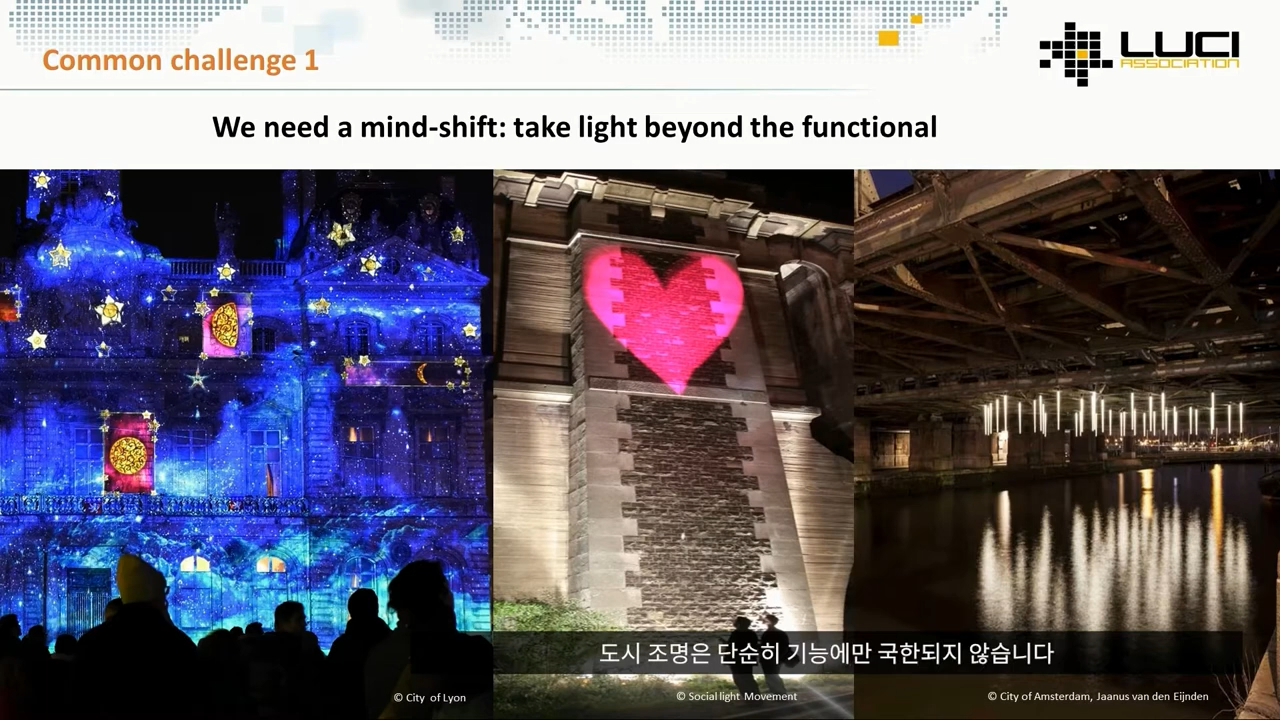 Common challenge 1
LUCI
ASSOCIATION
We need a mind-shift: take light beyond the functional
도시 조명은 단순히 기능에만 국한되지 않습니다
© City of Lyon
© Social light Movement
© City of Amsterdam, Jaanus van den Eijnden